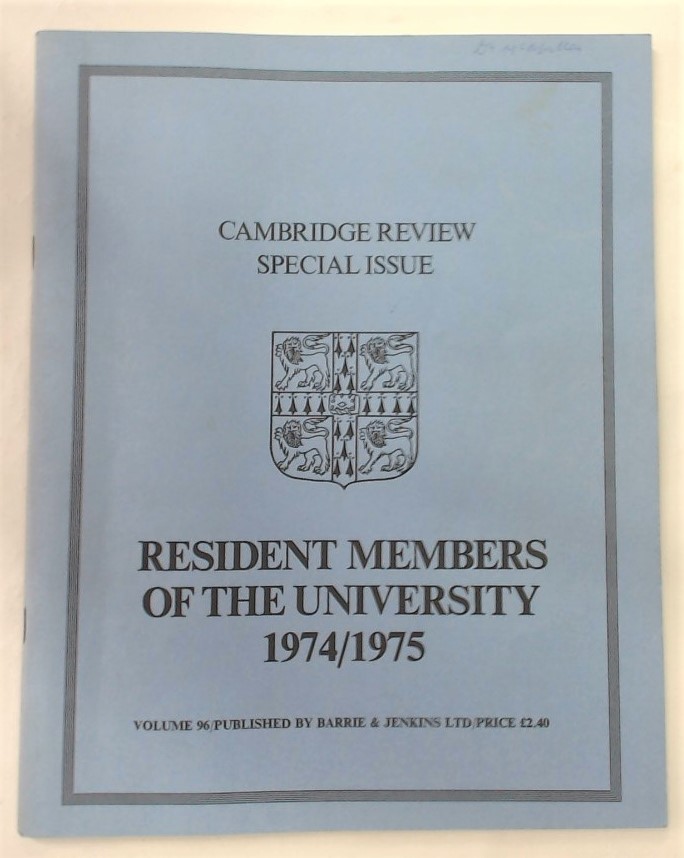 CAMBRIDGE REVIEW
SPECIAL ISSUE
RESIDENT MEMBERS
OF THE UNIVERSITY
1974/1975
VOLUME 96/PUBLISHED BY BARRIE & JENKINS LTD/PRICE £2.40